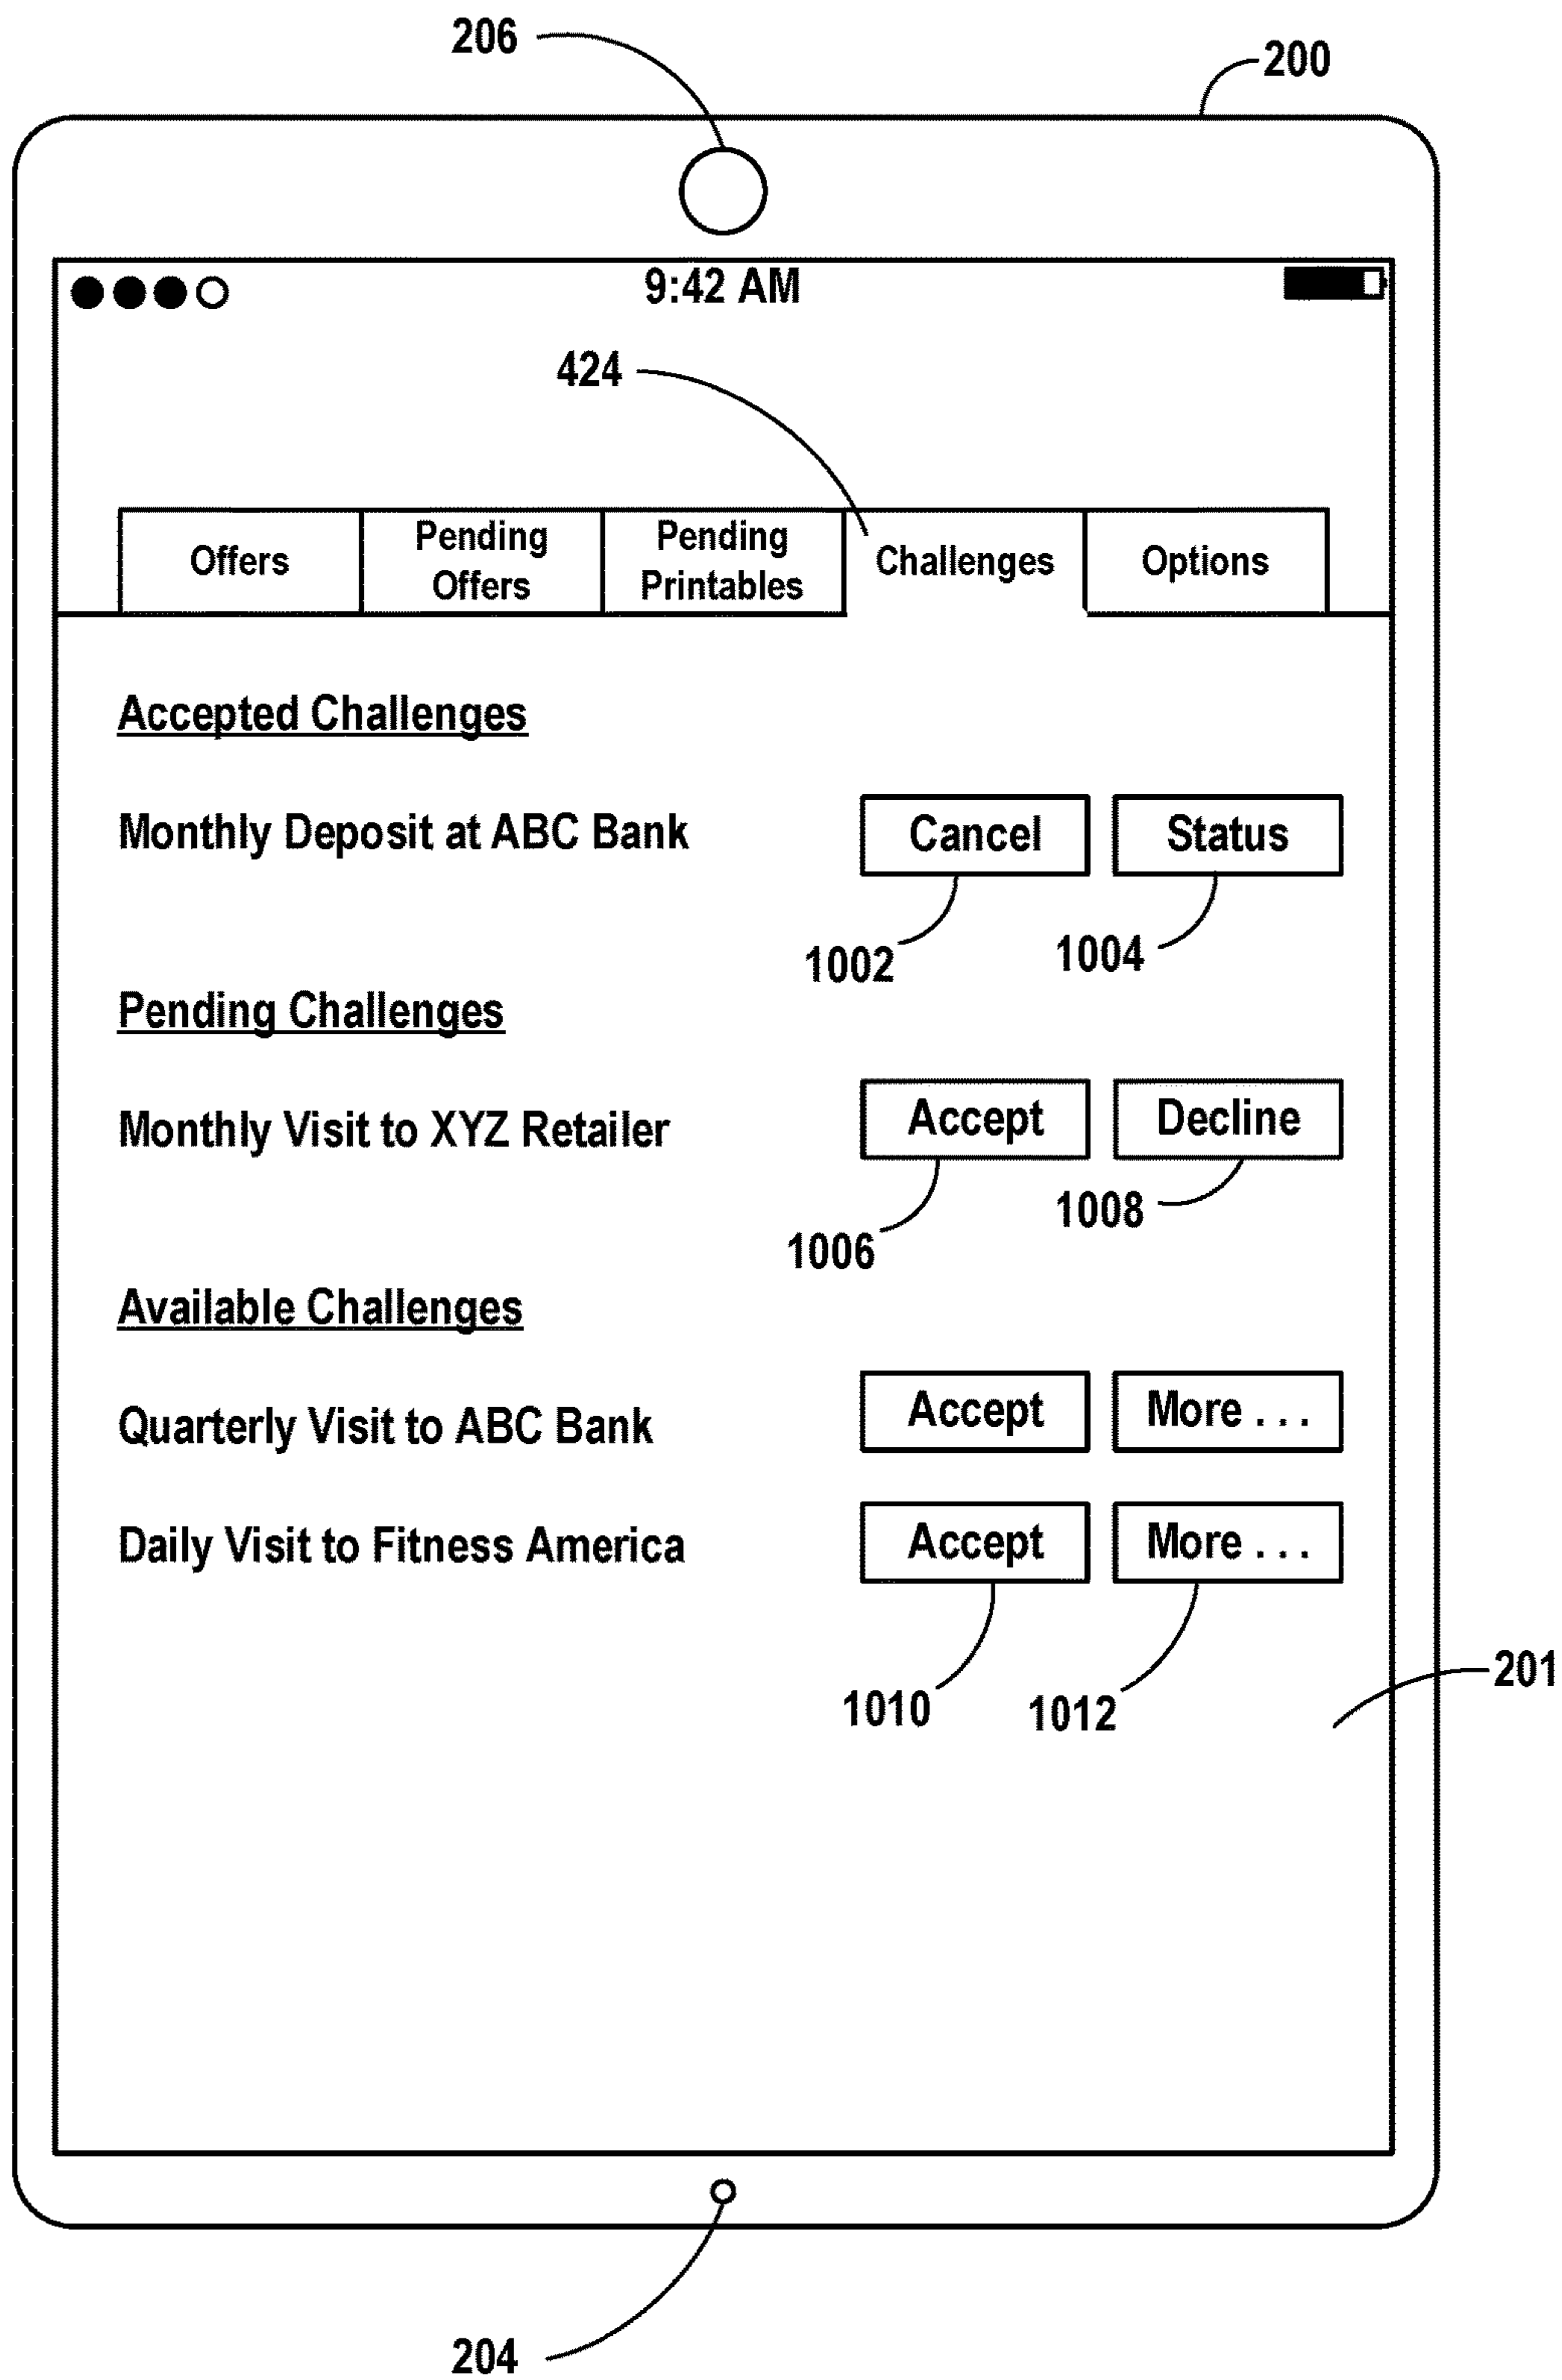 206
200
9:42 AM
424
Offers
Pending
Offers
Pending
Printables
Challenges
Options
Accepted Challenges
Monthly Deposit at ABC Bank
Cancel
Status
1002
1004
Pending Challenges
Monthly Visit to XYZ Retailer
Accept
Decline
1006
1008
Available Challenges
Quarterly Visit to ABC Bank
Accept
More . . .
Daily Visit to Fitness America
Accept
More . . .
1010
1012
201
204